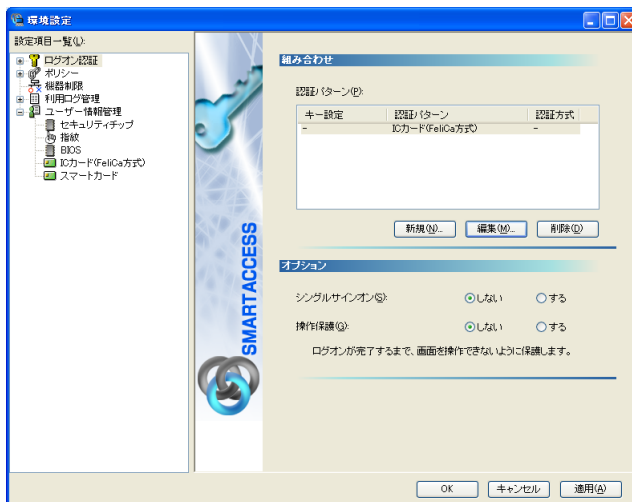 環境設定
設定項目一覧(L):
ログオン認証
ポリシー
機器制限
利用ログ管理
ユーザー情報管理
セキュリティチップ
指紋
BIOS
ICカード(FeliCa方式)
スマートカード
SMARTACCESS
組み合わせ
認証パターン(P):
キー設定 認証パターン 認証方式
- ICカード(FeliCa方式) -
新規(N)... 編集(M)... 削除(D)
オプション
シングルサインオン(S): しない する
操作保護(G): しない する
ログオンが完了するまで、画面を操作できないように保護します。
OK キャンセル 適用(A)